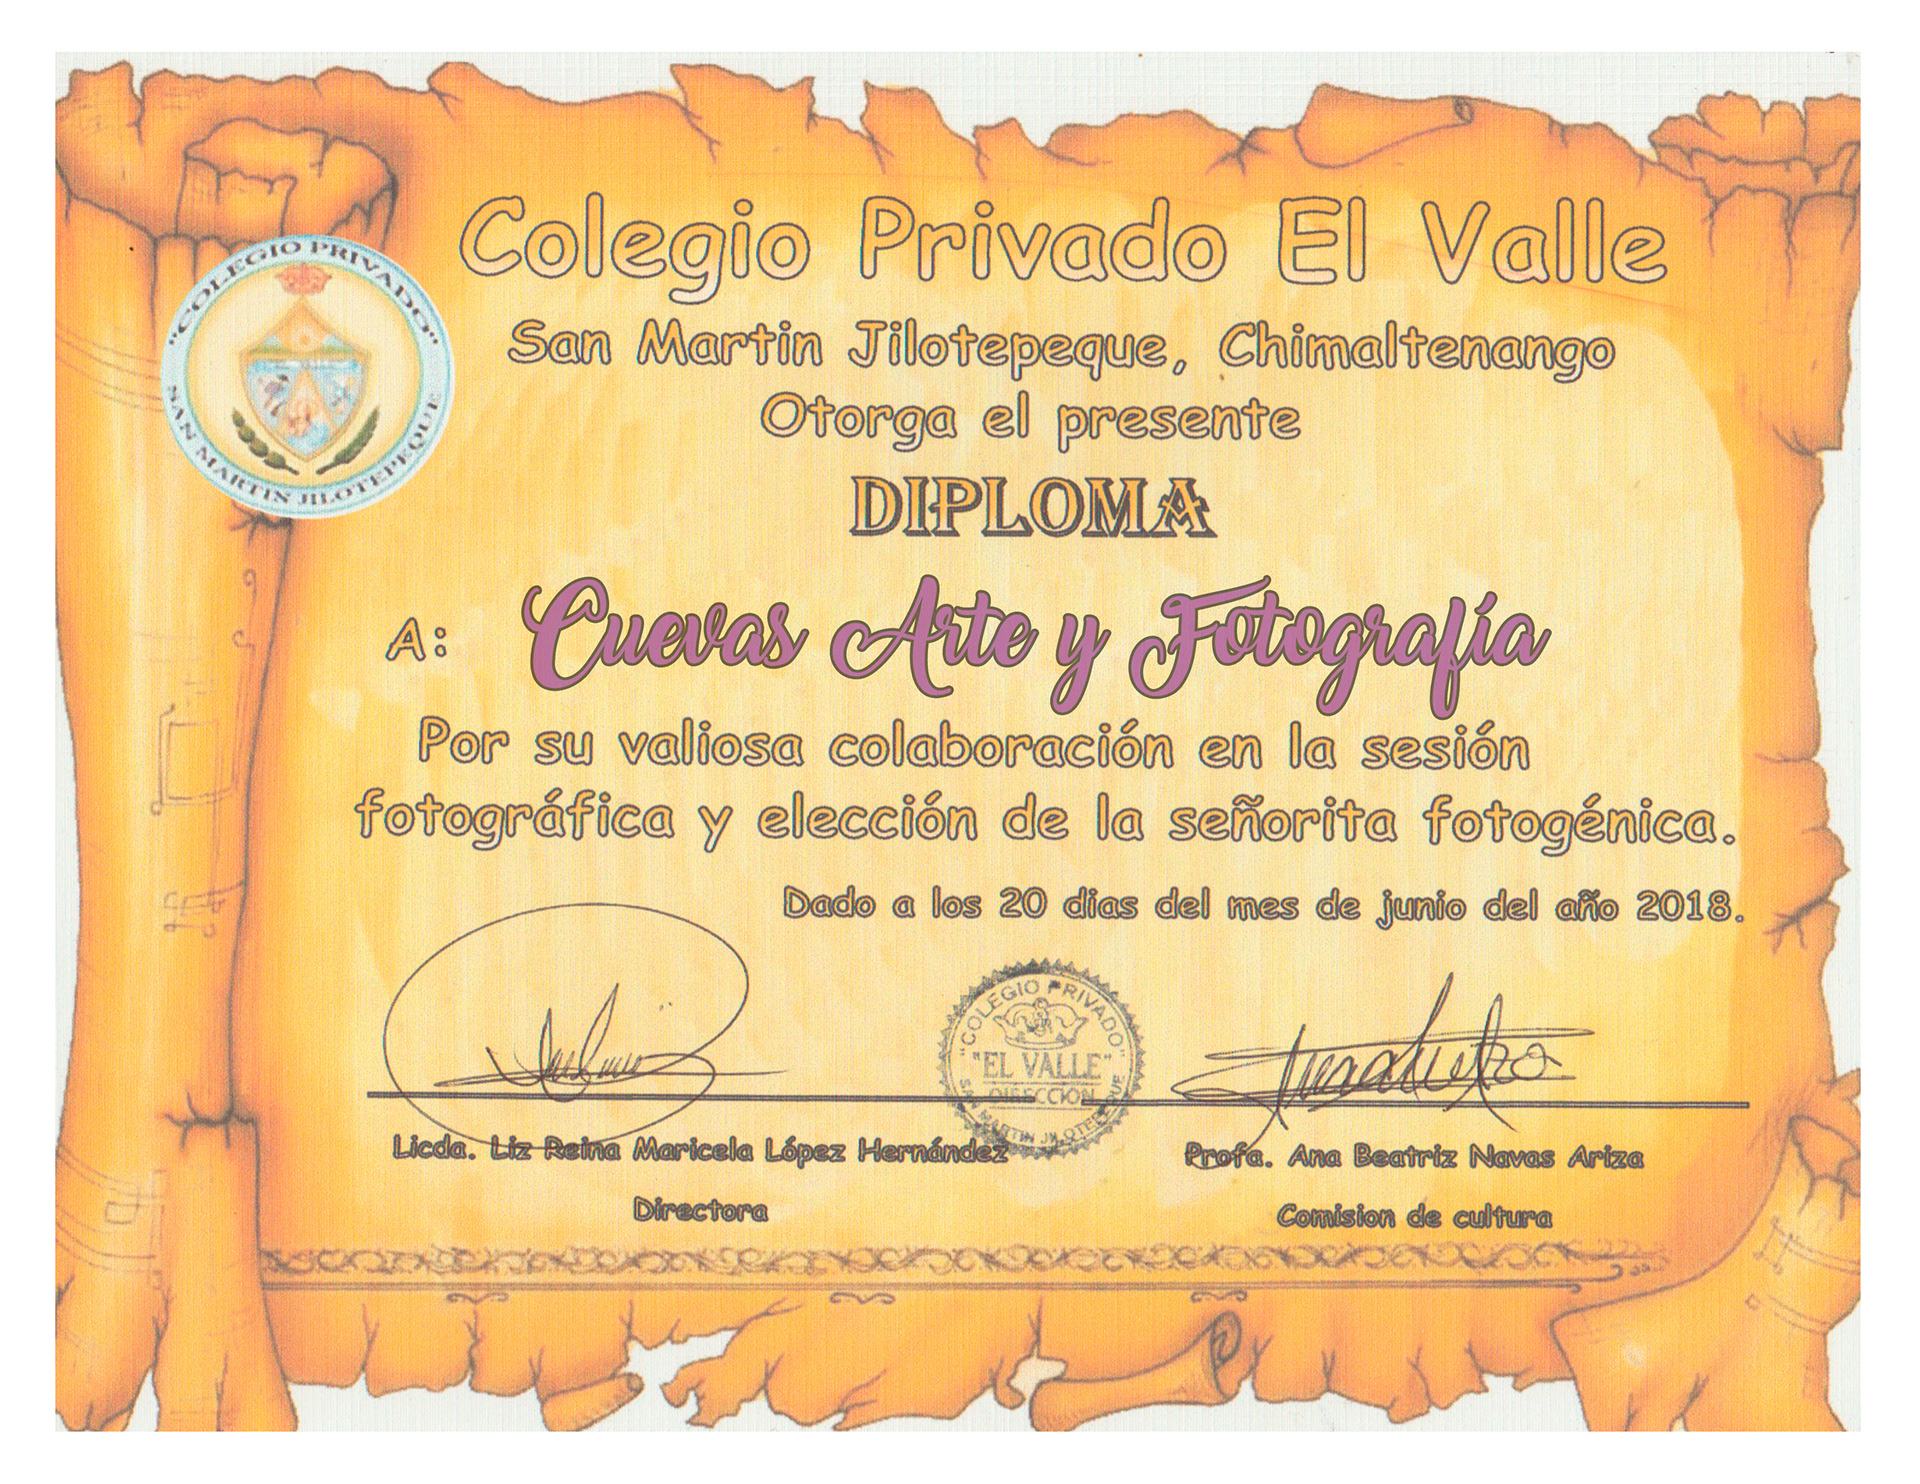 Colegio Privado El Valle
"COLEGIO PRIVADO"
SAN MARTIN JILOTEPEQUE
San Martin Jilotepeque, Chimaltenango
Otorga el presente
DIPLOMA
A: Cuevas Arte y Fotografía
Por su valiosa colaboración en la sesión
fotográfica y elección de la señorita fotogénica.
Dado a los 20 dias del mes de junio del año 2018.
"COLEGIO PRIVADO"
"EL VALLE"
DIRECCION
SAN MARTIN JILOTEPEQUE
Licda. Liz Reina Maricela López Hernández
Profa. Ana Beatriz Navas Ariza
Directora
Comision de cultura